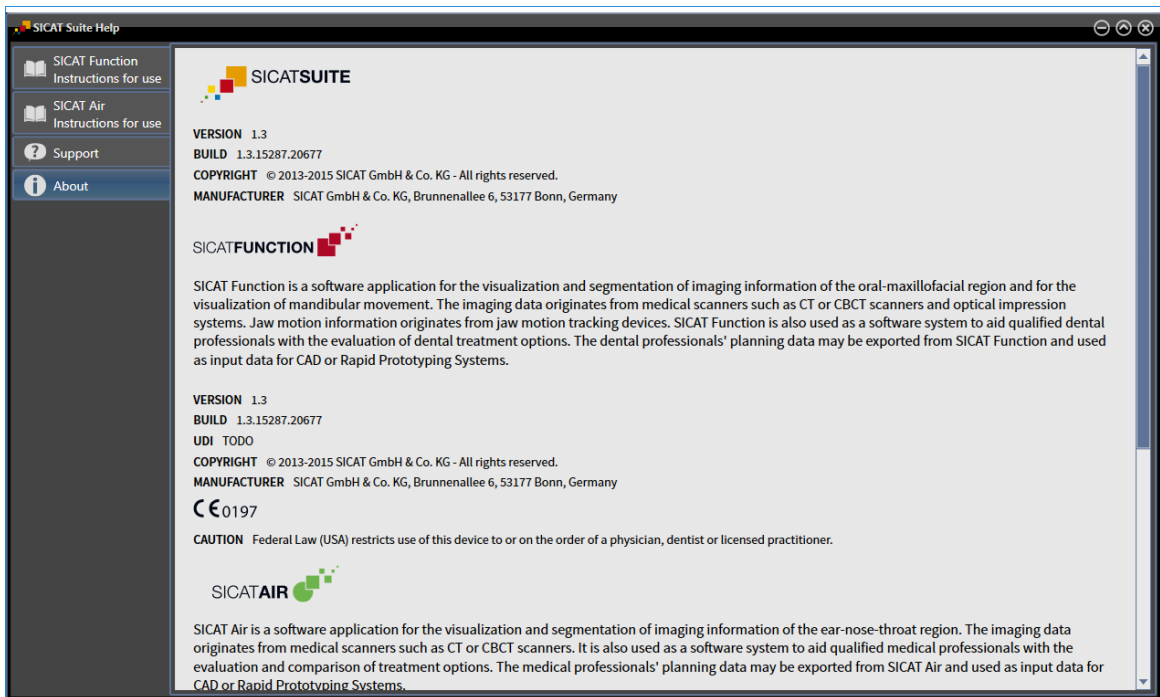 SICAT Suite Help
SICAT Function
Instructions for use
SICAT Air
Instructions for use
Support
About
SICATSUITE
VERSION 1.3
BUILD 1.3.15287.20677
COPYRIGHT © 2013-2015 SICAT GmbH & Co. KG - All rights reserved.
MANUFACTURER SICAT GmbH & Co. KG, Brunnenallee 6, 53177 Bonn, Germany
SICATFUNCTION
SICAT Function is a software application for the visualization and segmentation of imaging information of the oral-maxillofacial region and for the
visualization of mandibular movement. The imaging data originates from medical scanners such as CT or CBCT scanners and optical impression
systems. Jaw motion information originates from jaw motion tracking devices. SICAT Function is also used as a software system to aid qualified dental
professionals with the evaluation of dental treatment options. The dental professionals' planning data may be exported from SICAT Function and used
as input data for CAD or Rapid Prototyping Systems.
VERSION 1.3
BUILD 1.3.15287.20677
UDI TODO
COPYRIGHT © 2013-2015 SICAT GmbH & Co. KG - All rights reserved.
MANUFACTURER SICAT GmbH & Co. KG, Brunnenallee 6, 53177 Bonn, Germany
CE0197
CAUTION Federal Law (USA) restricts use of this device to or on the order of a physician, dentist or licensed practitioner.
SICATAIR
SICAT Air is a software application for the visualization and segmentation of imaging information of the ear-nose-throat region. The imaging data
originates from medical scanners such as CT or CBCT scanners. It is also used as a software system to aid qualified medical professionals with the
evaluation and comparison of treatment options. The medical professionals' planning data may be exported from SICAT Air and used as input data for
CAD or Rapid Prototyping Systems.